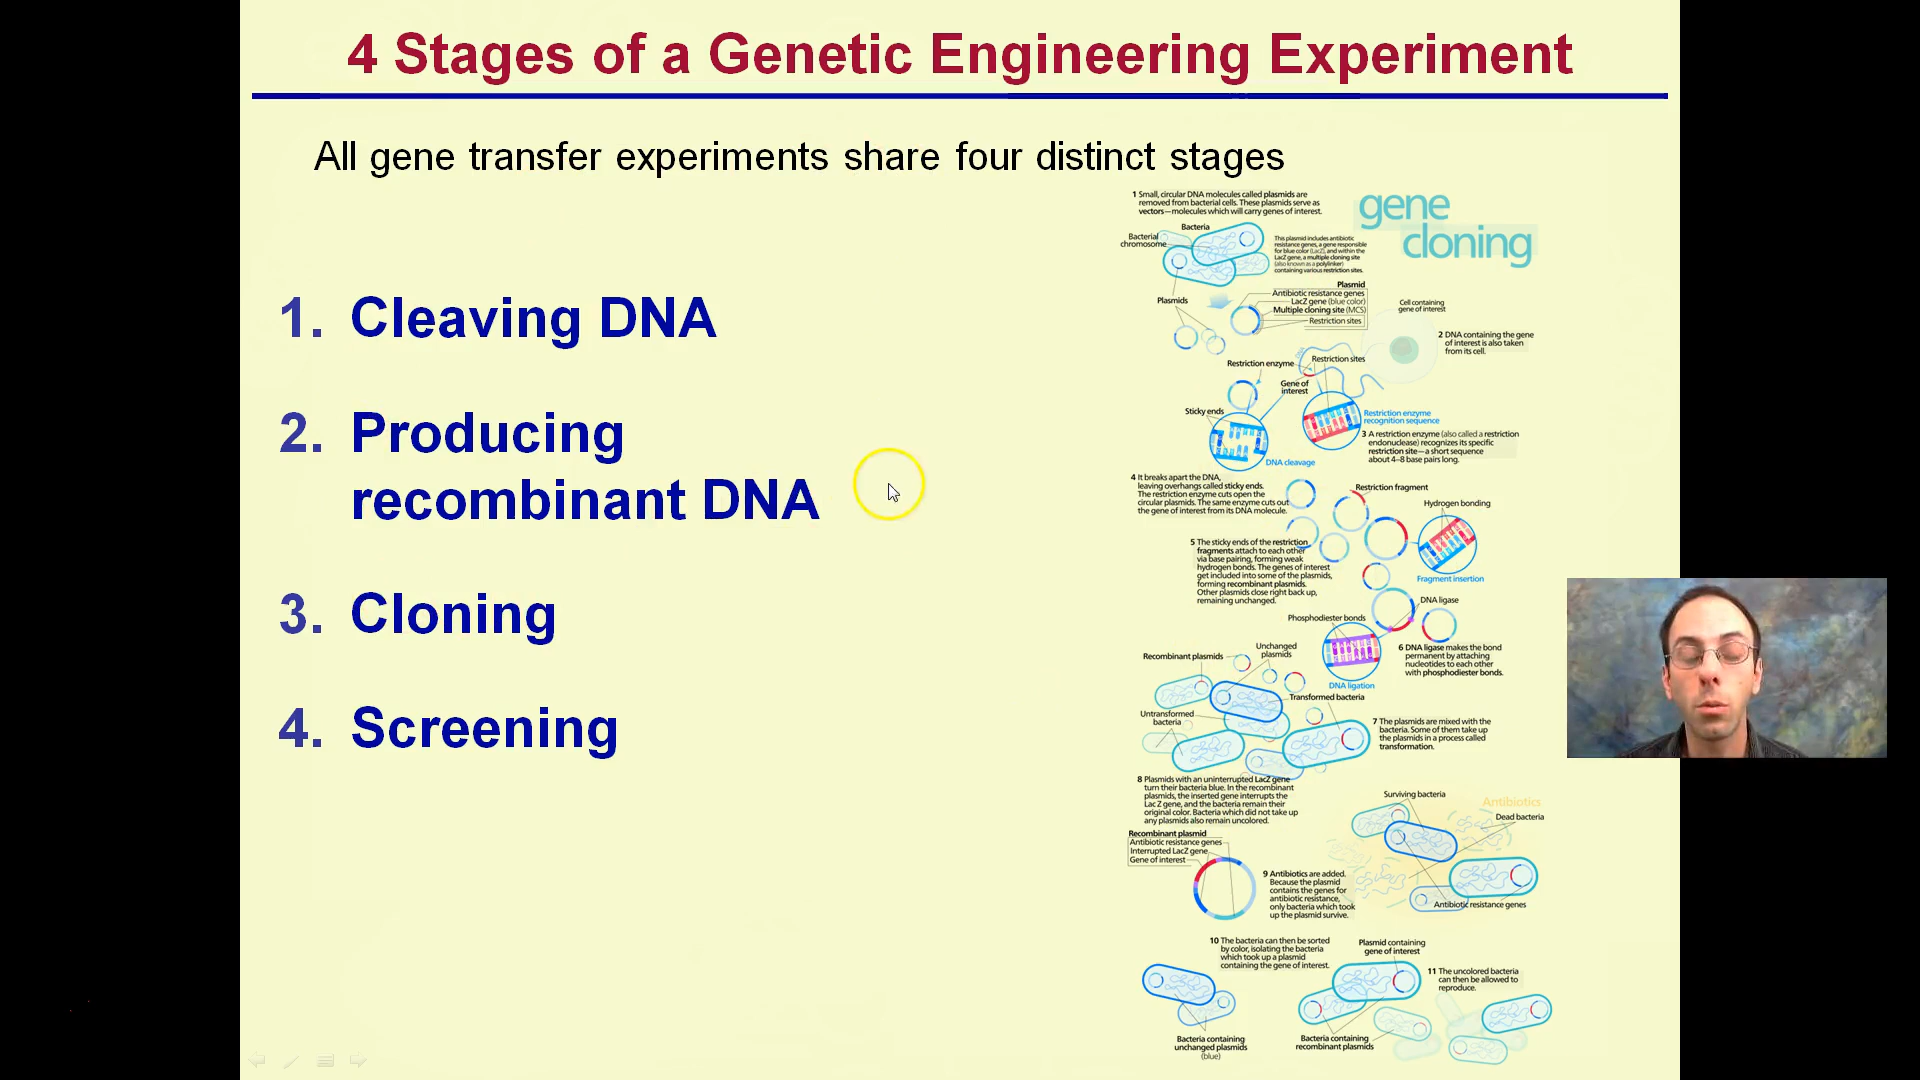 4 Stages of a Genetic Engineering Experiment
All gene transfer experiments share four distinct stages
1. Cleaving DNA
2. Producing
recombinant DNA
3. Cloning
4. Screening
gene
cloning
1 Small, circular DNA molecules called plasmids are
removed from bacterial cells. These plasmids serve as
vectors—molecules which will carry genes of interest.
Bacteria
Bacterial
chromosome
This plasmid includes antibiotic
resistance genes, a gene responsible
for blue color (LacZ), and within the
LacZ gene, a multiple cloning site
(also known as a polylinker)
containing various restriction sites.
Plasmids
Plasmid
Antibiotic resistance genes
LacZ gene (blue color)
Multiple cloning site (MCS)
Restriction sites
Cell containing
gene of interest
2 DNA containing the gene
of interest is also taken
from its cell.
Restriction enzyme
Restriction sites
Gene of
interest
Sticky ends
DNA cleavage
Restriction enzyme
recognition sequence
3 A restriction enzyme (also called a restriction
endonuclease) recognizes its specific
restriction site—a short sequence
about 4–8 base pairs long.
4 It breaks apart the DNA,
leaving overhangs called sticky ends.
The restriction enzyme cuts open the
circular plasmids. The same enzyme cuts out
the gene of interest from its DNA molecule.
Restriction fragment
Hydrogen bonding
Fragment insertion
5 The sticky ends of the restriction
fragments attach to each other
via base pairing, forming weak
hydrogen bonds. The genes of interest
get included into some of the plasmids,
forming recombinant plasmids.
Other plasmids close right back up,
remaining unchanged.
DNA ligase
Phosphodiester bonds
DNA ligation
6 DNA ligase makes the bond
permanent by attaching
nucleotides to each other
with phosphodiester bonds.
Recombinant plasmids
Unchanged
plasmids
Transformed bacteria
Untransformed
bacteria
7 The plasmids are mixed with the
bacteria. Some of them take up
the plasmids in a process called
transformation.
8 Plasmids with an uninterrupted LacZ gene
turn their bacteria blue. In the recombinant
plasmids, the inserted gene interrupts the
Lac Z gene, and the bacteria remain their
original color. Bacteria which did not take up
any plasmids also remain uncolored.
Surviving bacteria
Antibiotics
Dead bacteria
Antibiotic resistance genes
Recombinant plasmid
Antibiotic resistance genes
Interrupted LacZ gene
Gene of interest
9 Antibiotics are added.
Because the plasmid
contains the genes for
antibiotic resistance,
only bacteria which took
up the plasmid survive.
10 The bacteria can then be sorted
by color, isolating the bacteria
which took up a plasmid
containing the gene of interest.
Plasmid containing
gene of interest
11 The uncolored bacteria
can then be allowed to
reproduce.
Bacteria containing
unchanged plasmids
(blue)
Bacteria containing
recombinant plasmids